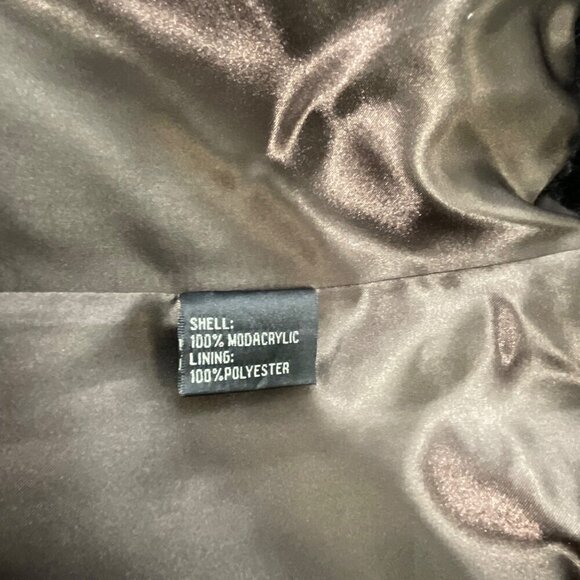 SHELL:
100% MODACRYLIC
LINING:
100%POLYESTER